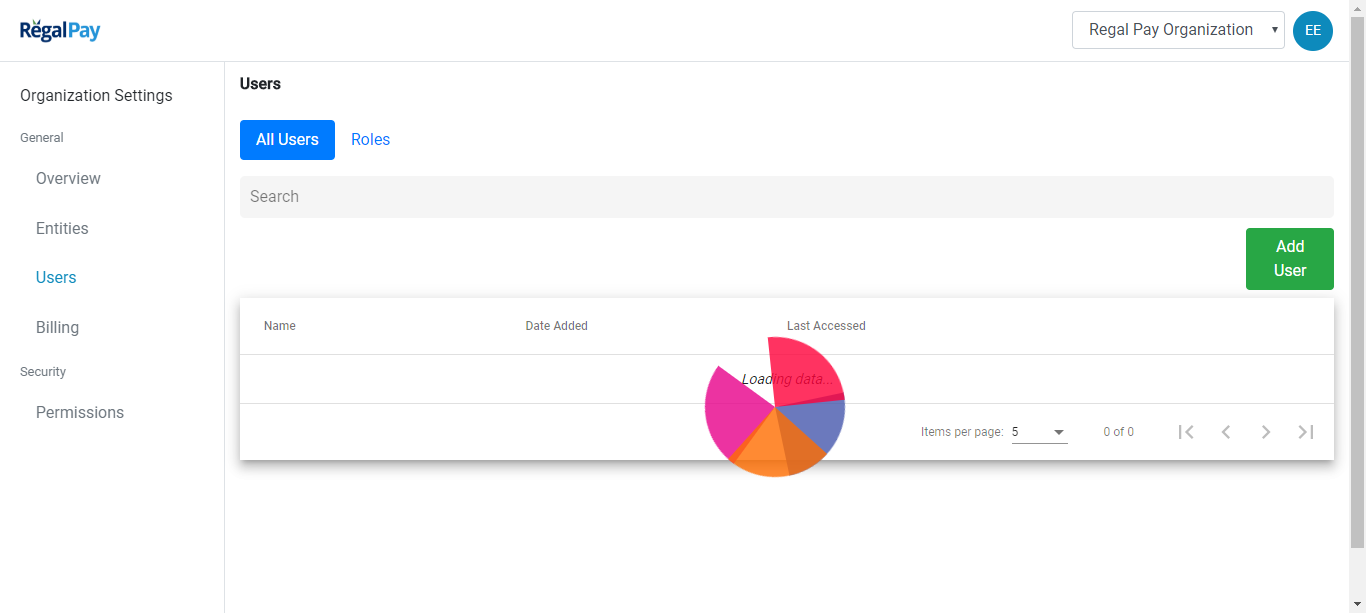 RegalPay
Regal Pay Organization
EE
Organization Settings
General
Overview
Entities
Users
Billing
Security
Permissions
Users
All Users
Roles
Search
Add
User
Name
Date Added
Last Accessed
Loading data...
Items per page:
5
0 of 0